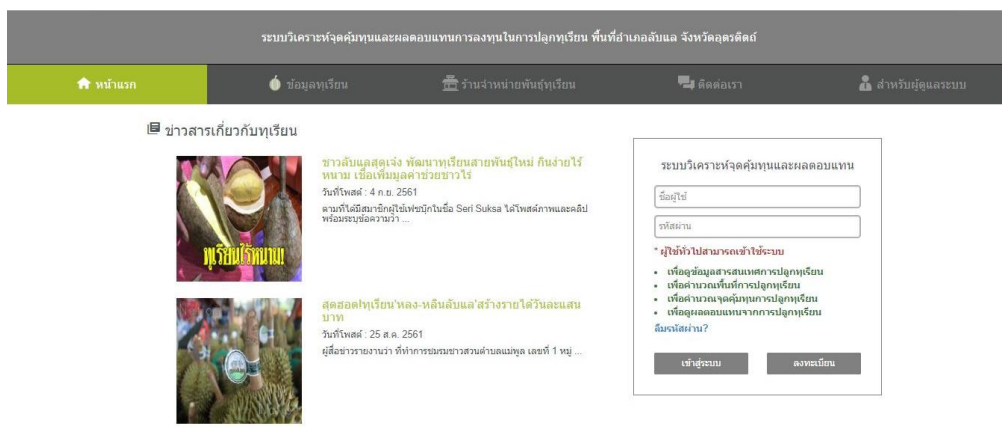 ระบบวิเคราะห์จุดคุ้มทุนและผลตอบแทนการลงทุนในการปลูกทุเรียน พื้นที่อำเภอลับแล จังหวัดอุตรดิตถ์
หน้าแรก
ข้อมูลทุเรียน
ร้านจำหน่ายพันธุ์ทุเรียน
ติดต่อเรา
สำหรับผู้ดูแลระบบ
ข่าวสารเกี่ยวกับทุเรียน
ทุเรียนไร้หนาม!
ชาวลับแลสุดเจ๋ง พัฒนาทุเรียนสายพันธุ์ใหม่ กินง่ายไร้
หนาม เชื่อเพิ่มมูลค่าช่วยชาวไร่
วันที่โพสต์ : 4 ก.ย. 2561
ตามที่ได้มีสมาชิกผู้ใช้เฟซบุ๊กในชื่อ Seri Suksa ได้โพสต์ภาพและคลิป
พร้อมระบุข้อความว่า ...
สุดฮอต!ทุเรียน'หลง-หลินลับแล'สร้างรายได้วันละแสน
บาท
วันที่โพสต์ : 25 ส.ค. 2561
ผู้สื่อข่าวรายงานว่า ที่ทำการชมรมชาวสวนตำบลแม่พูล เลขที่ 1 หมู่ ...
ระบบวิเคราะห์จุดคุ้มทุนและผลตอบแทน
ชื่อผู้ใช้
รหัสผ่าน
* ผู้ใช้ทั่วไปสามารถเข้าใช้ระบบ
• เพื่อดูข้อมูลสารสนเทศการปลูกทุเรียน
• เพื่อคำนวณพื้นที่การปลูกทุเรียน
• เพื่อคำนวณจุดคุ้มทุนการปลูกทุเรียน
• เพื่อดูผลตอบแทนจากการปลูกทุเรียน
ลืมรหัสผ่าน?
เข้าสู่ระบบ
ลงทะเบียน